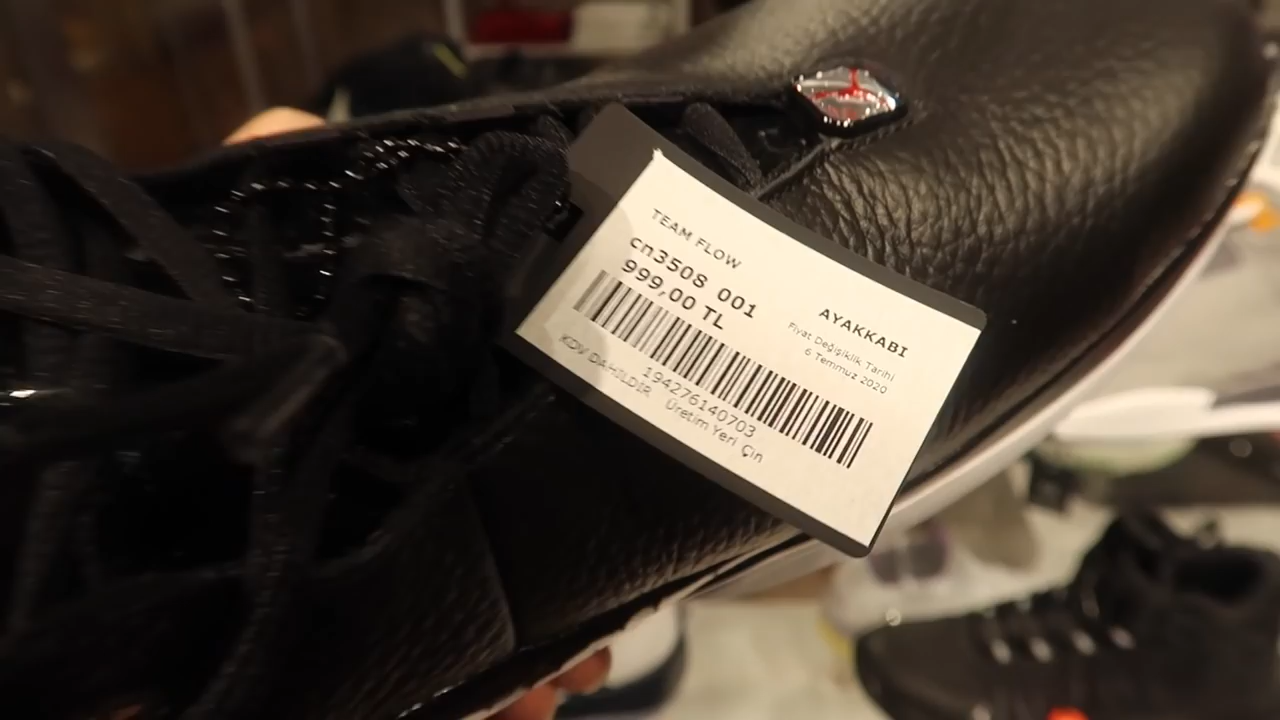 TEAM FLOW
cn3508 001
999,00 TL
AYAKKABI
Fiyat Değişiklik Tarihi
6 Temmuz 2020
194276140703
KDV DAHİLDİR Üretim Yeri Çin